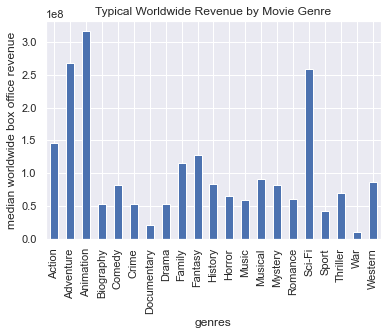 Typical Worldwide Revenue by Movie Genre
1e8
median worldwide box office revenue
3.0
2.5
2.0
1.5
1.0
0.5
0.0
Action
Adventure
Animation
Biography
Comedy
Crime
Documentary
Drama
Family
Fantasy
History
Horror
Music
Musical
Mystery
Romance
Sci-Fi
Sport
Thriller
War
Western
genres